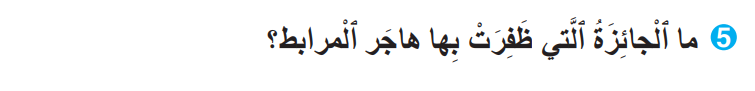 5 ما ٱلْجائِزَةُ ٱلَّتي ظَفِرَتْ بِها هاجَر ٱلْمرابط؟